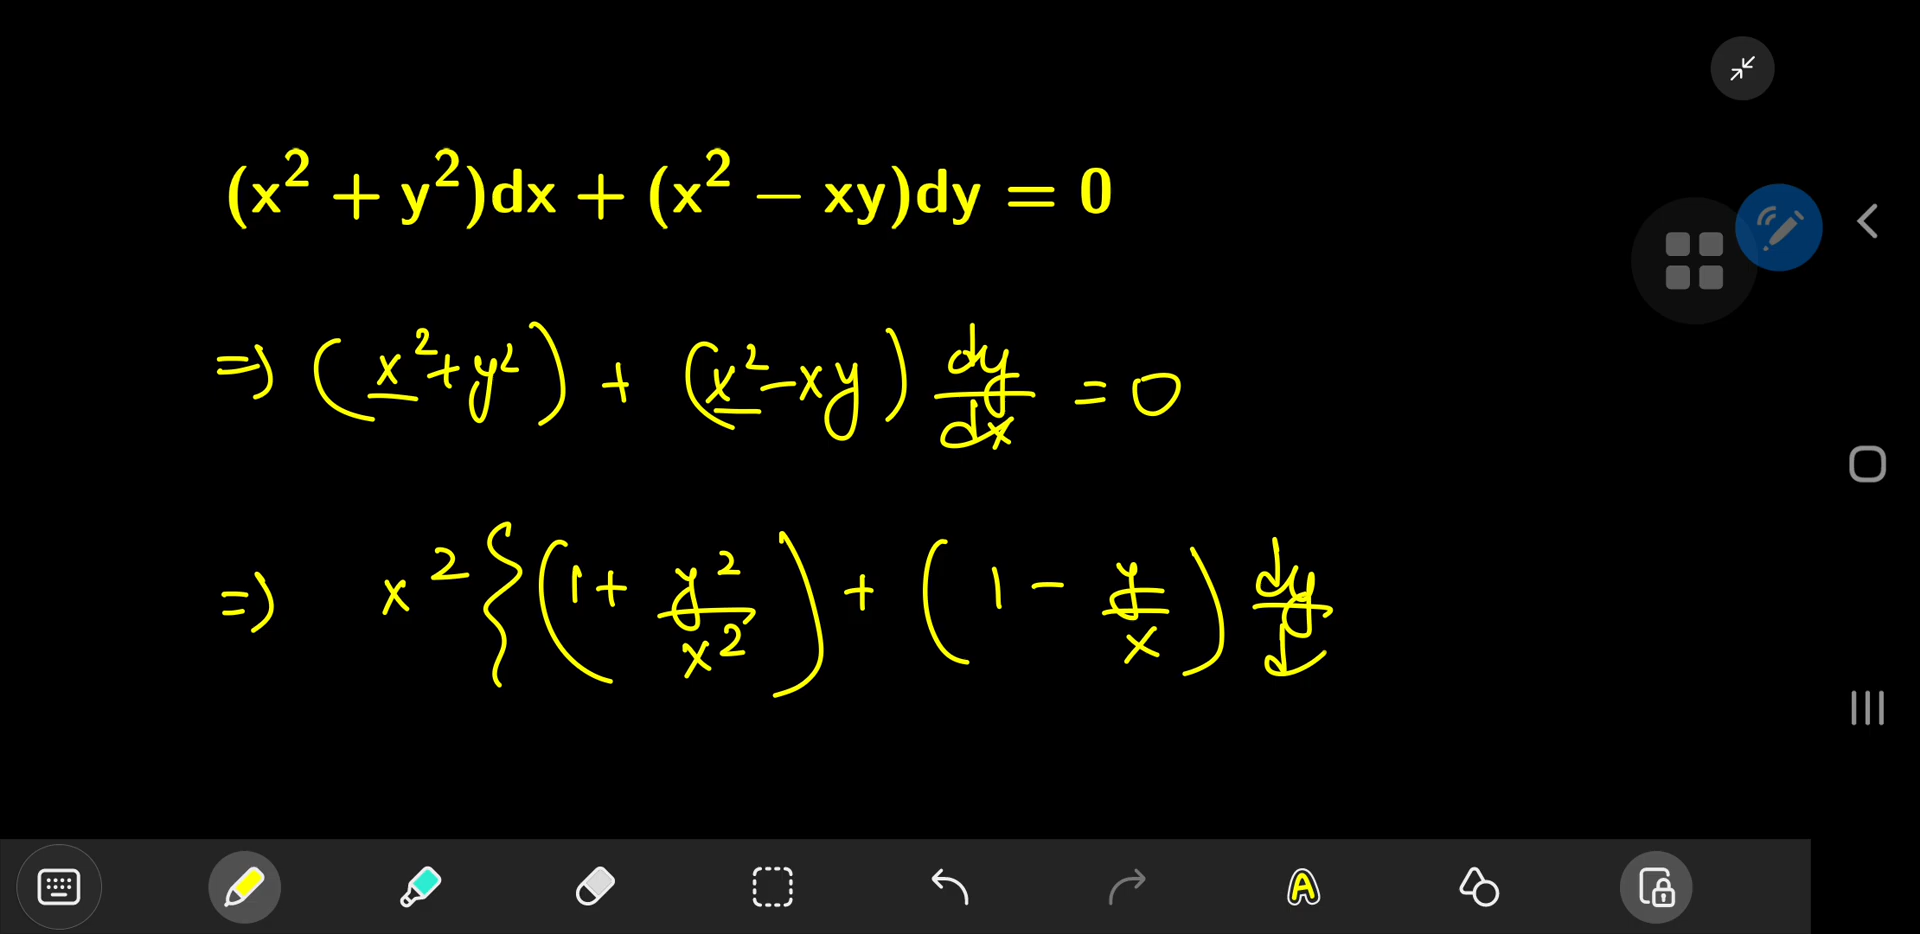 (x² + y²)dx + (x² − xy)dy = 0
⇒ (x² + y²) + (x² − xy) dy/dx = 0
⇒ x² { (1 + y²/x²) + (1 − y/x) dy/d
A